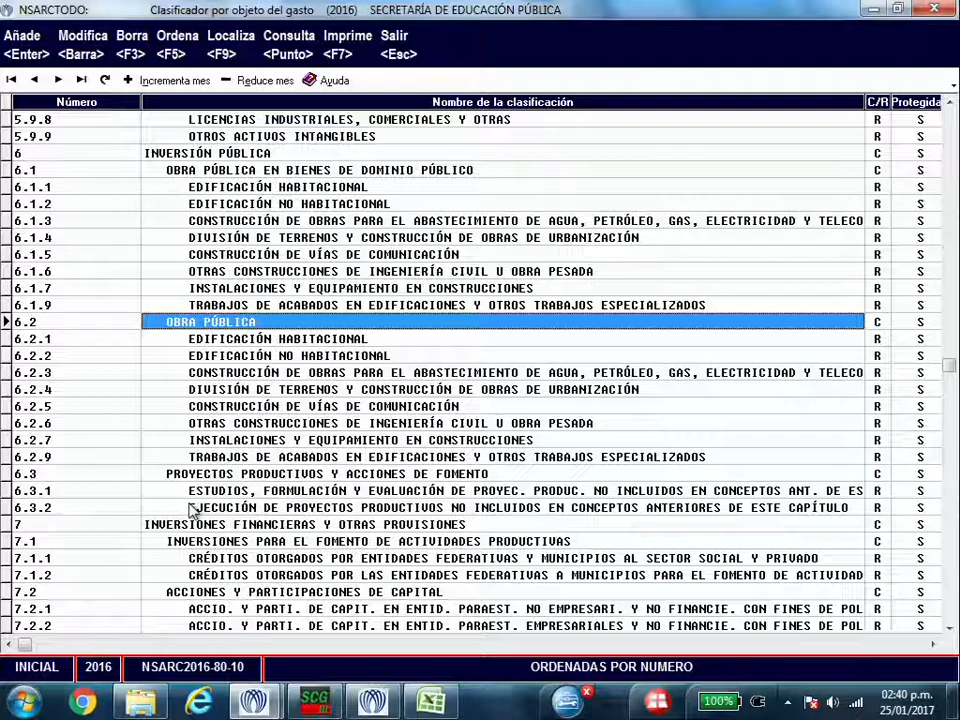 NSARCTODO: Clasificador por objeto del gasto (2016) SECRETARÍA DE EDUCACIÓN PÚBLICA
Añade Modifica Borra Ordena Localiza Consulta Imprime Salir
<Enter> <Barra> <F3> <F5> <F9> <Punto> <F7> <Esc>
Incrementa mes Reduce mes Ayuda
Número Nombre de la clasificación C/R Protegida
5.9.8 LICENCIAS INDUSTRIALES, COMERCIALES Y OTRAS R S
5.9.9 OTROS ACTIVOS INTANGIBLES R S
6 INVERSIÓN PÚBLICA C S
6.1 OBRA PÚBLICA EN BIENES DE DOMINIO PÚBLICO C S
6.1.1 EDIFICACIÓN HABITACIONAL R S
6.1.2 EDIFICACIÓN NO HABITACIONAL R S
6.1.3 CONSTRUCCIÓN DE OBRAS PARA EL ABASTECIMIENTO DE AGUA, PETRÓLEO, GAS, ELECTRICIDAD Y TELECO R S
6.1.4 DIVISIÓN DE TERRENOS Y CONSTRUCCIÓN DE OBRAS DE URBANIZACIÓN R S
6.1.5 CONSTRUCCIÓN DE VÍAS DE COMUNICACIÓN R S
6.1.6 OTRAS CONSTRUCCIONES DE INGENIERÍA CIVIL U OBRA PESADA R S
6.1.7 INSTALACIONES Y EQUIPAMIENTO EN CONSTRUCCIONES R S
6.1.9 TRABAJOS DE ACABADOS EN EDIFICACIONES Y OTROS TRABAJOS ESPECIALIZADOS R S
6.2 OBRA PÚBLICA C S
6.2.1 EDIFICACIÓN HABITACIONAL R S
6.2.2 EDIFICACIÓN NO HABITACIONAL R S
6.2.3 CONSTRUCCIÓN DE OBRAS PARA EL ABASTECIMIENTO DE AGUA, PETRÓLEO, GAS, ELECTRICIDAD Y TELECO R S
6.2.4 DIVISIÓN DE TERRENOS Y CONSTRUCCIÓN DE OBRAS DE URBANIZACIÓN R S
6.2.5 CONSTRUCCIÓN DE VÍAS DE COMUNICACIÓN R S
6.2.6 OTRAS CONSTRUCCIONES DE INGENIERÍA CIVIL U OBRA PESADA R S
6.2.7 INSTALACIONES Y EQUIPAMIENTO EN CONSTRUCCIONES R S
6.2.9 TRABAJOS DE ACABADOS EN EDIFICACIONES Y OTROS TRABAJOS ESPECIALIZADOS R S
6.3 PROYECTOS PRODUCTIVOS Y ACCIONES DE FOMENTO C S
6.3.1 ESTUDIOS, FORMULACIÓN Y EVALUACIÓN DE PROYEC. PRODUC. NO INCLUIDOS EN CONCEPTOS ANT. DE ES R S
6.3.2 EJECUCIÓN DE PROYECTOS PRODUCTIVOS NO INCLUIDOS EN CONCEPTOS ANTERIORES DE ESTE CAPÍTULO R S
7 INVERSIONES FINANCIERAS Y OTRAS PROVISIONES C S
7.1 INVERSIONES PARA EL FOMENTO DE ACTIVIDADES PRODUCTIVAS C S
7.1.1 CRÉDITOS OTORGADOS POR ENTIDADES FEDERATIVAS Y MUNICIPIOS AL SECTOR SOCIAL Y PRIVADO R S
7.1.2 CRÉDITOS OTORGADOS POR LAS ENTIDADES FEDERATIVAS A MUNICIPIOS PARA EL FOMENTO DE ACTIVIDAD R S
7.2 ACCIONES Y PARTICIPACIONES DE CAPITAL C S
7.2.1 ACCIO. Y PARTI. DE CAPIT. EN ENTID. PARAEST. NO EMPRESARI. Y NO FINANCIE. CON FINES DE POL R S
7.2.2 ACCIO. Y PARTI. DE CAPIT. EN ENTID. PARAEST. EMPRESARIALES Y NO FINANCIE. CON FINES DE POL R S
INICIAL 2016 NSARC2016-80-10 ORDENADAS POR NUMERO
SCG 100% 02:40 p.m.
25/01/2017